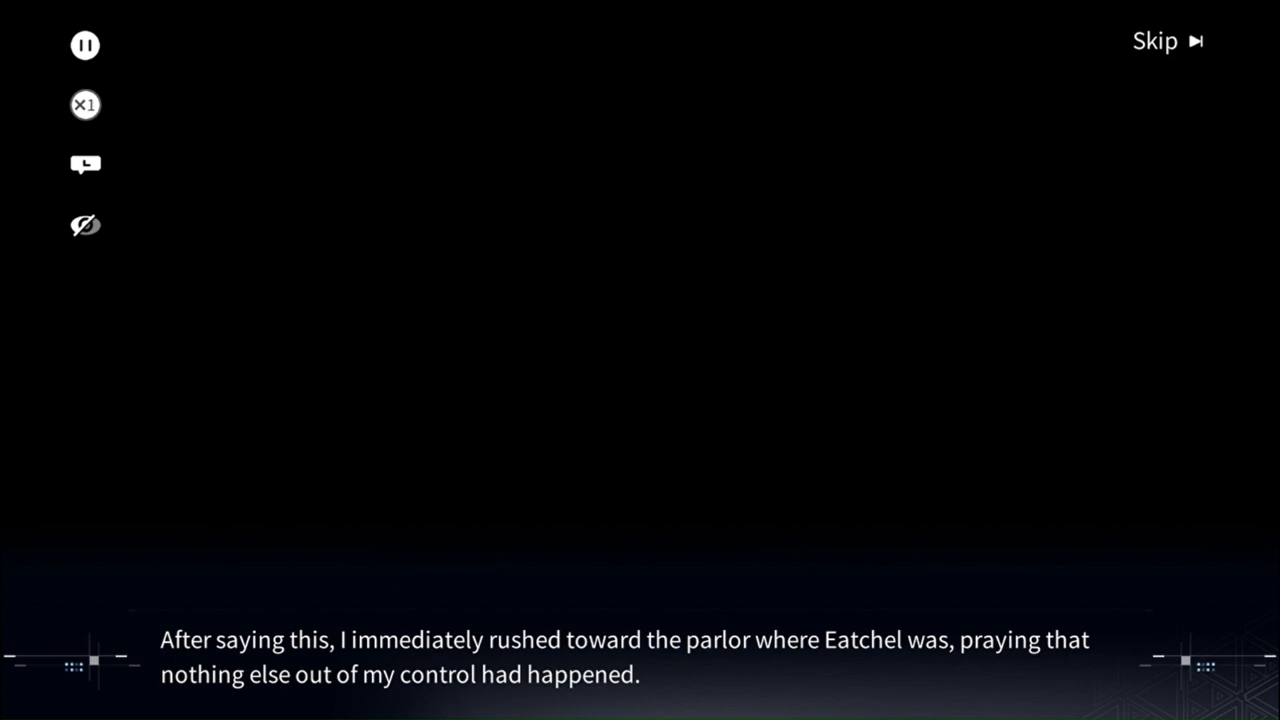 Skip
×1
After saying this, I immediately rushed toward the parlor where Eatchel was, praying that
nothing else out of my control had happened.